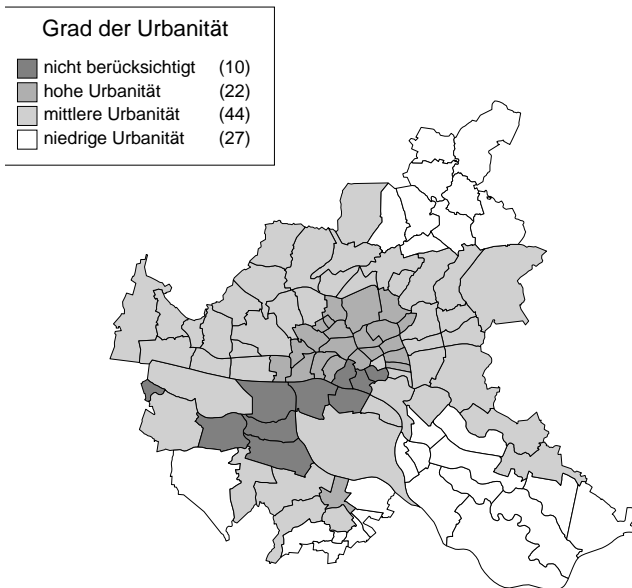 Grad der Urbanität
nicht berücksichtigt (10)
hohe Urbanität (22)
mittlere Urbanität (44)
niedrige Urbanität (27)